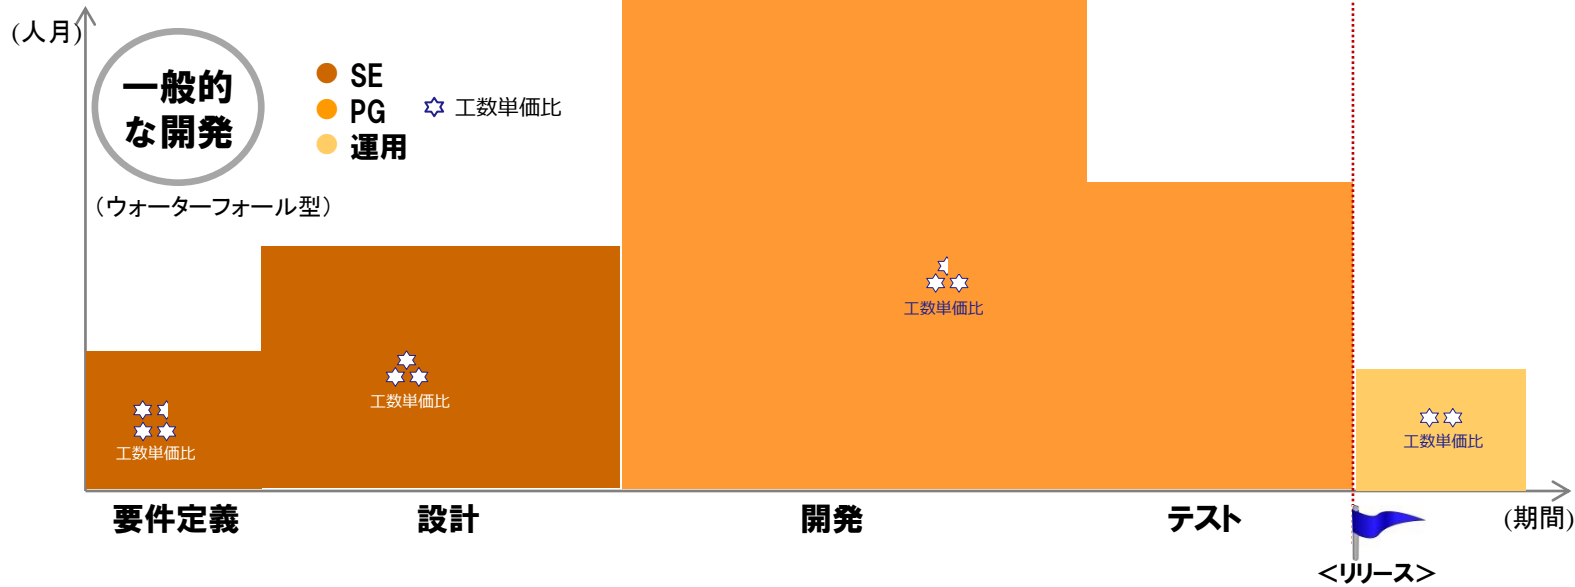 (人月)
一般的
な開発
SE
PG
運用
工数単価比
（ウォーターフォール型）
工数単価比
工数単価比
工数単価比
工数単価比
要件定義
設計
開発
テスト
(期間)
＜リリース＞